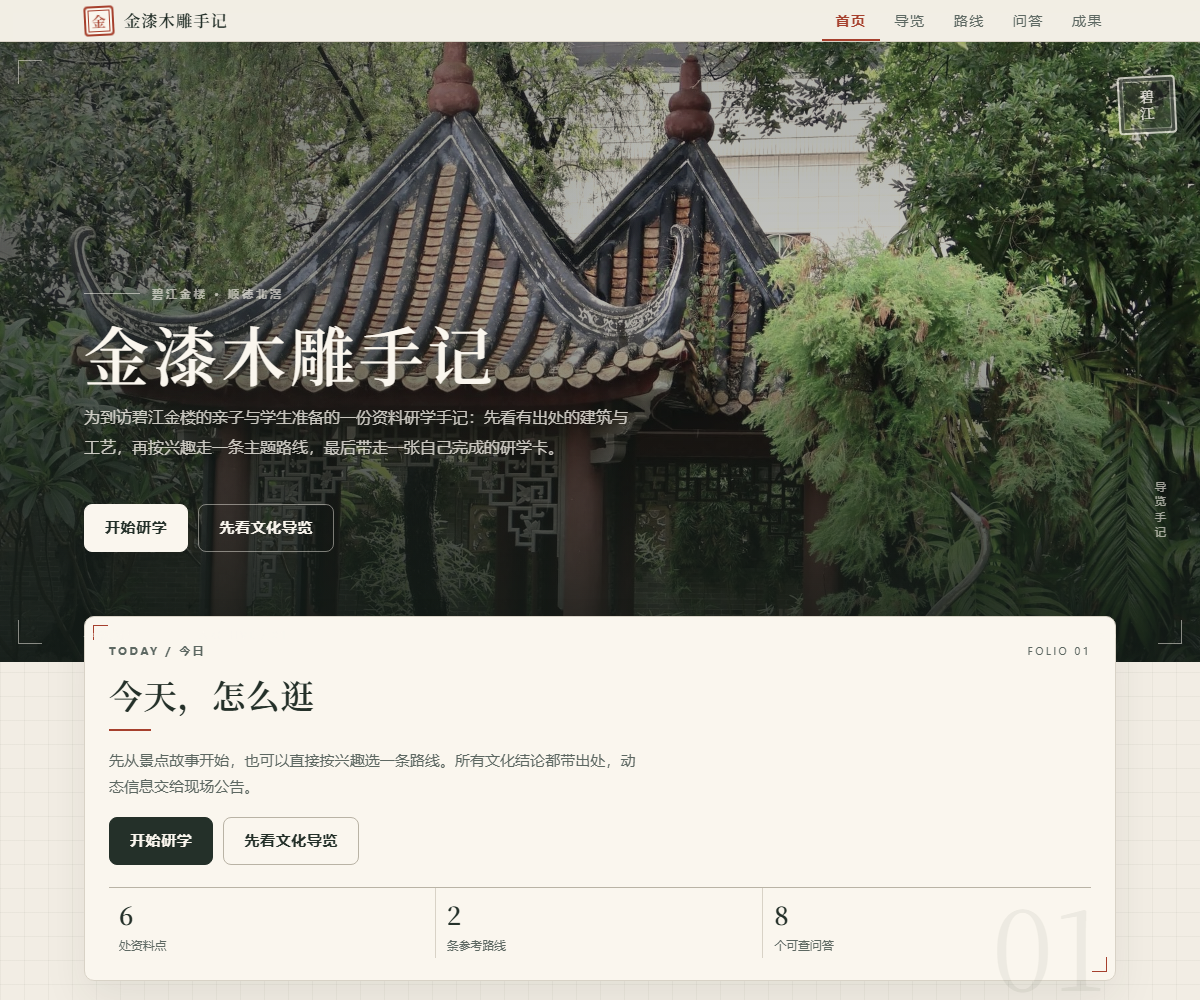 金
金漆木雕手记
首页
导览
路线
问答
成果
碧
江
碧江金楼 • 顺德北滘
金漆木雕手记
为到访碧江金楼的亲子与学生准备的一份资料研学手记：先看有出处的建筑与
工艺，再按兴趣走一条主题路线，最后带走一张自己完成的研学卡。
导览手记
开始研学
先看文化导览
TODAY / 今日
FOLIO 01
今天，怎么逛
先从景点故事开始，也可以直接按兴趣选一条路线。所有文化结论都带出处，动
态信息交给现场公告。
开始研学
先看文化导览
6
处资料点
2
条参考路线
8
个可查问答
01